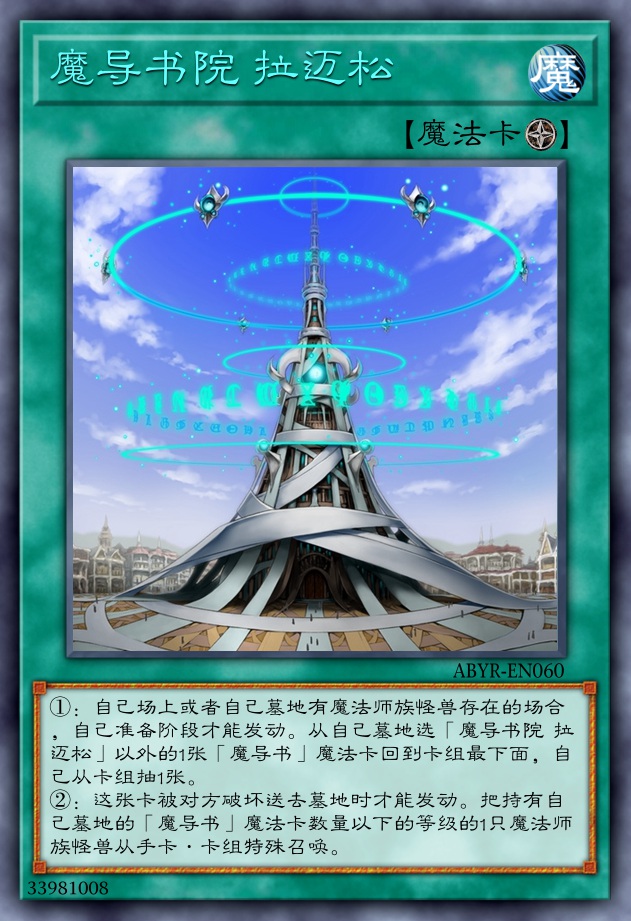 魔导书院 拉迈松
魔
【魔法卡】
ABYR-EN060
①：自己场上或者自己墓地有魔法师族怪兽存在的场合
，自己准备阶段才能发动。从自己墓地选「魔导书院 拉
迈松」以外的1张「魔导书」魔法卡回到卡组最下面，自
己从卡组抽1张。
②：这张卡被对方破坏送去墓地时才能发动。把持有自
己墓地的「魔导书」魔法卡数量以下的等级的1只魔法师
族怪兽从手卡·卡组特殊召唤。
33981008